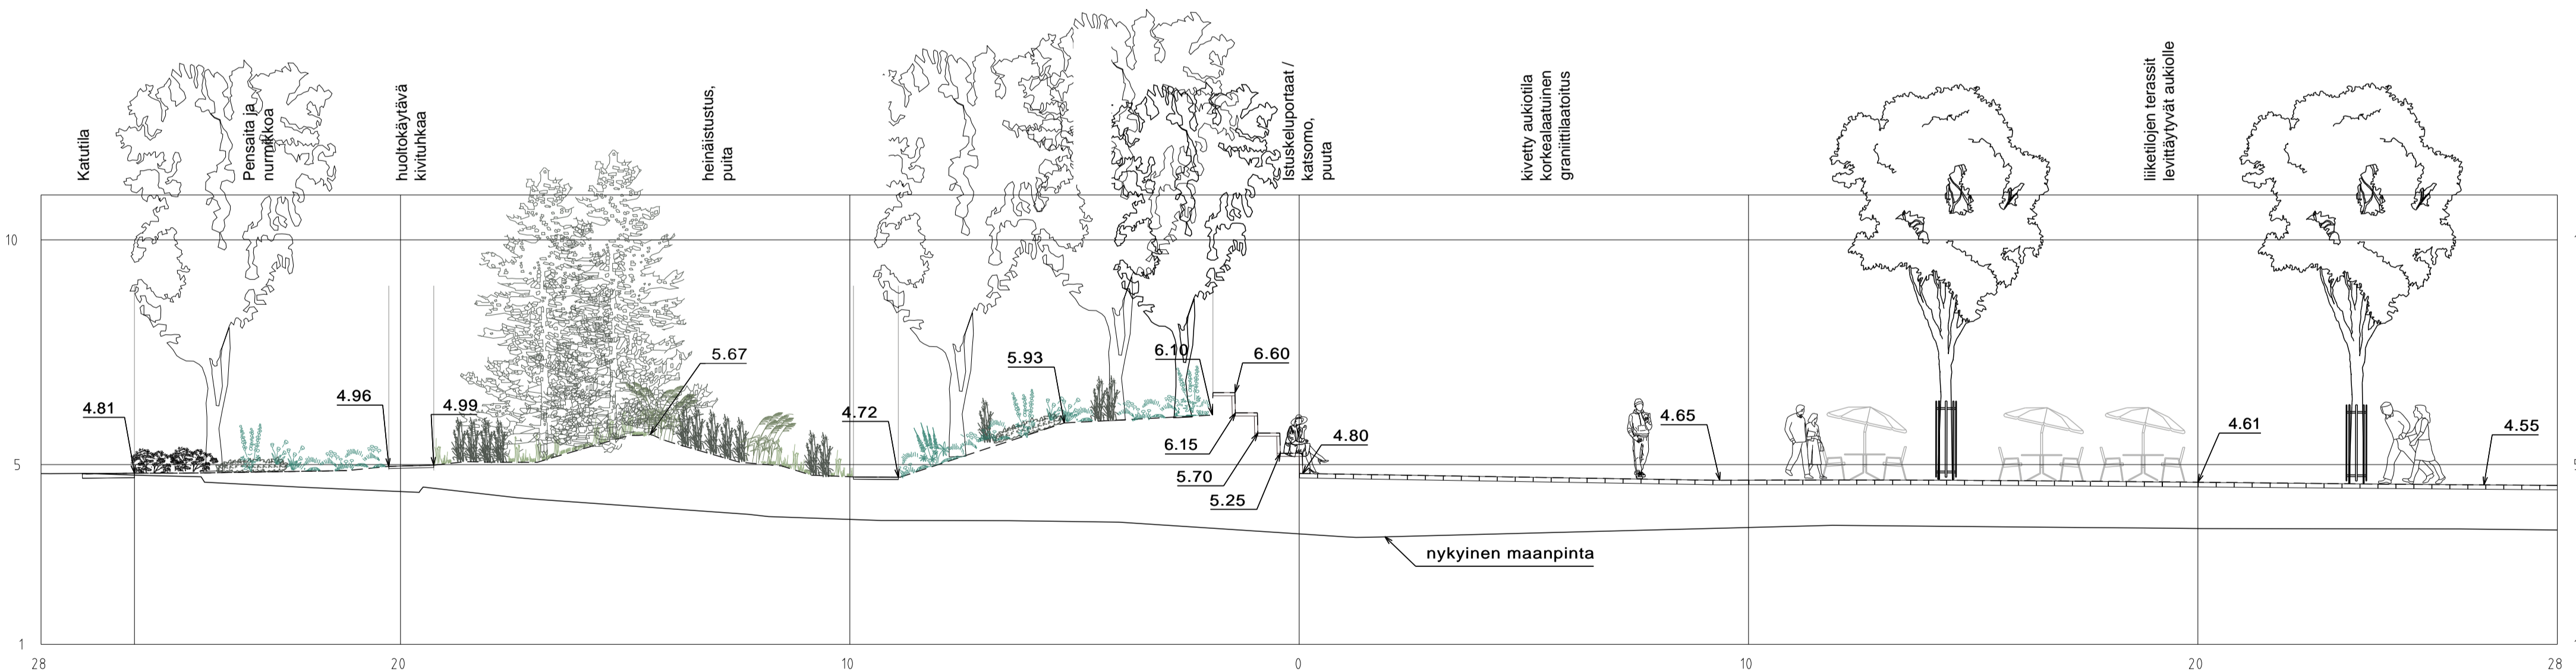 Katutila
Pensaita ja
nurmikkoa
huoltokäytävä
kivituhkaa
heinäistustus,
puita
Istuskeluportaat /
katsomo,
puuta
kivetty aukiotila
korkealaatuinen
graniittilaatoitus
liiketilojen terassit
levittäytyvät aukiolle
10
5
1
4.81
4.96
4.99
5.67
4.72
5.93
6.10
6.60
6.15
5.70
5.25
4.80
4.65
4.61
4.55
nykyinen maanpinta
28
20
10
0
10
20
28